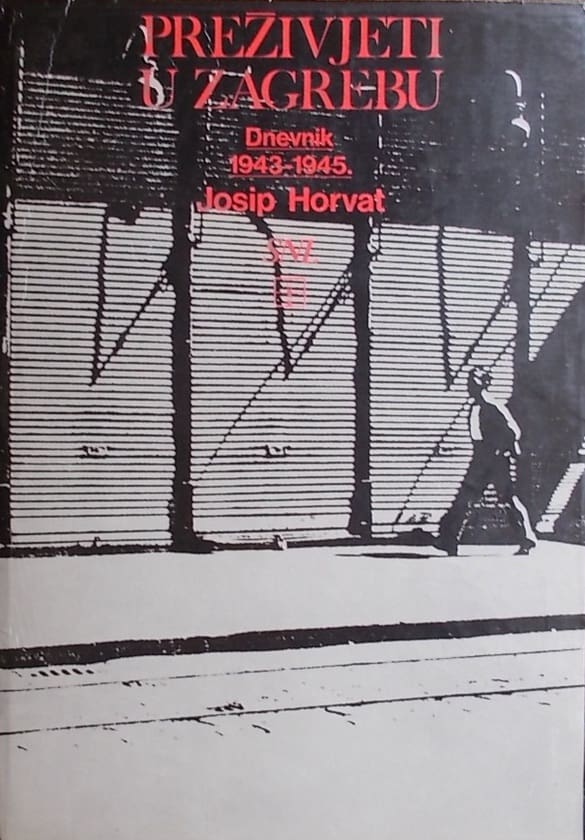 PREŽIVJETI
U ZAGREBU
Dnevnik
1943-1945.
Josip Horvat
SNL